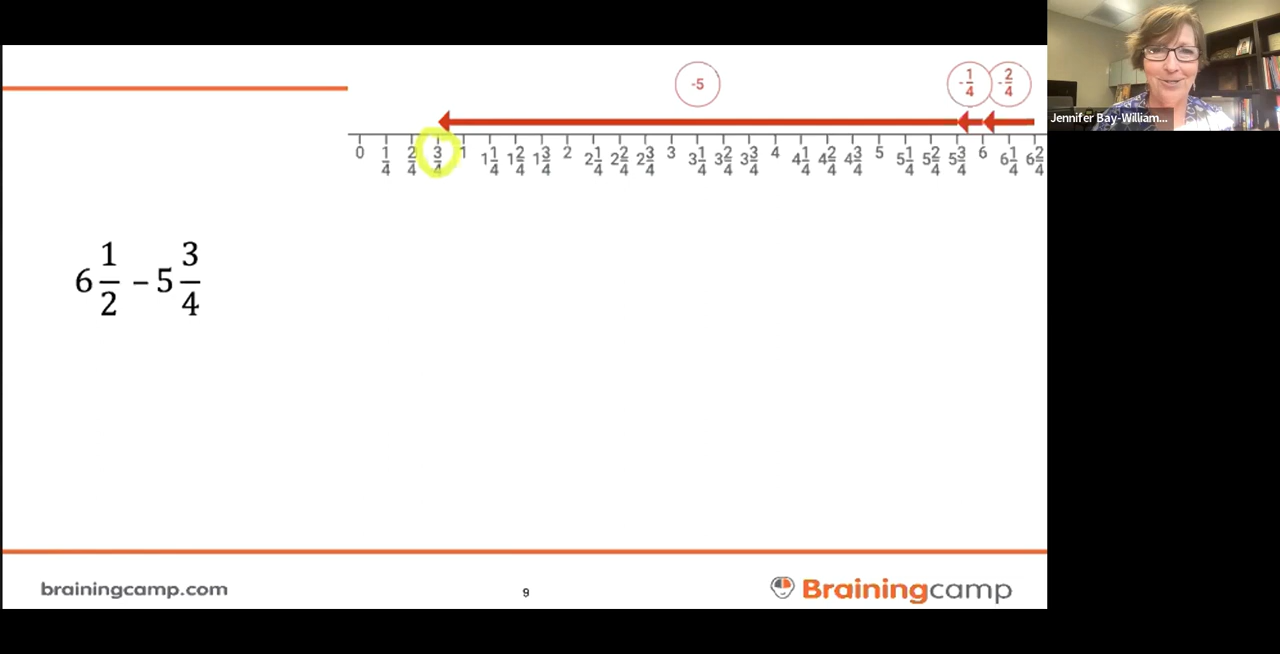 -5 -1/4 -2/4
0 1/4 2/4 3/4 1 1 1/4 1 2/4 1 3/4 2 2 1/4 2 2/4 2 3/4 3 3 1/4 3 2/4 3 3/4 4 4 1/4 4 2/4 4 3/4 5 5 1/4 5 2/4 5 3/4 6 6 1/4 6 2/4
Jennifer Bay-William...
6 1/2 – 5 3/4
brainingcamp.com
9
Brainingcamp